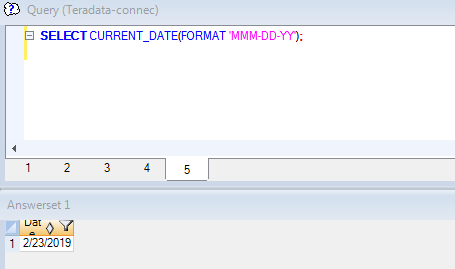 Query (Teradata-connec)
SELECT CURRENT_DATE(FORMAT 'MMM-DD-YY');
1 2 3 4 5
Answerset 1
Dat
e
1 2/23/2019